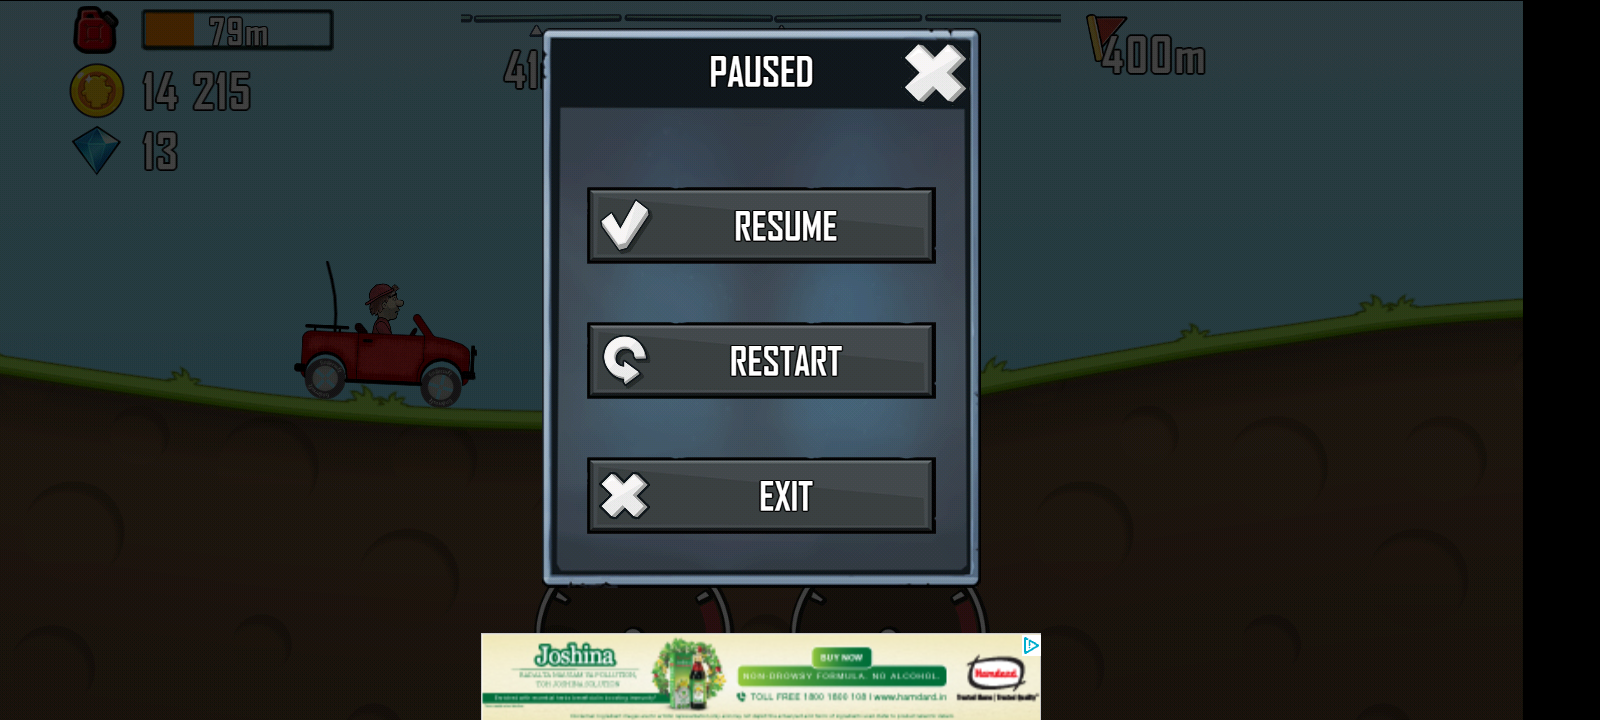 79m
14 215
13
41
400m
PAUSED
RESUME
RESTART
EXIT
Joshina
BUY NOW
NON-DROWSY FORMULA. NO ALCOHOL.
TOLL FREE 1800 1800 108 | www.hamdard.in
Hamdard